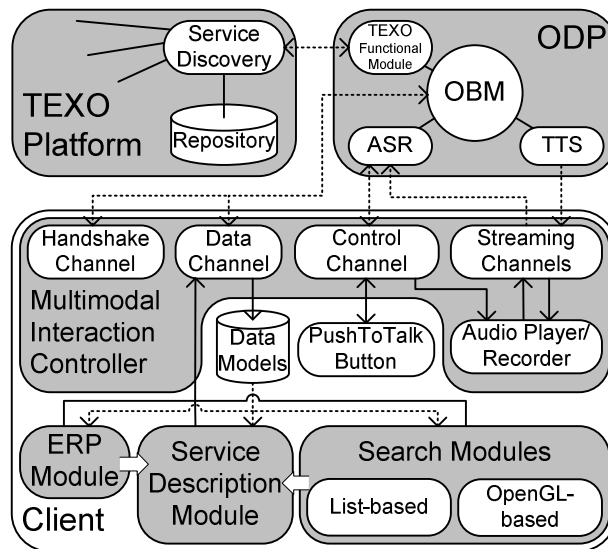 Service
Discovery
TEXO
Platform
Repository
TEXO
Functional
Module
ODP
OBM
ASR
TTS
Handshake
Channel
Data
Channel
Control
Channel
Streaming
Channels
Multimodal
Interaction
Controller
Data
Models
PushToTalk
Button
Audio Player/
Recorder
ERP
Module
Service
Description
Module
Search Modules
List-based
OpenGL-
based
Client